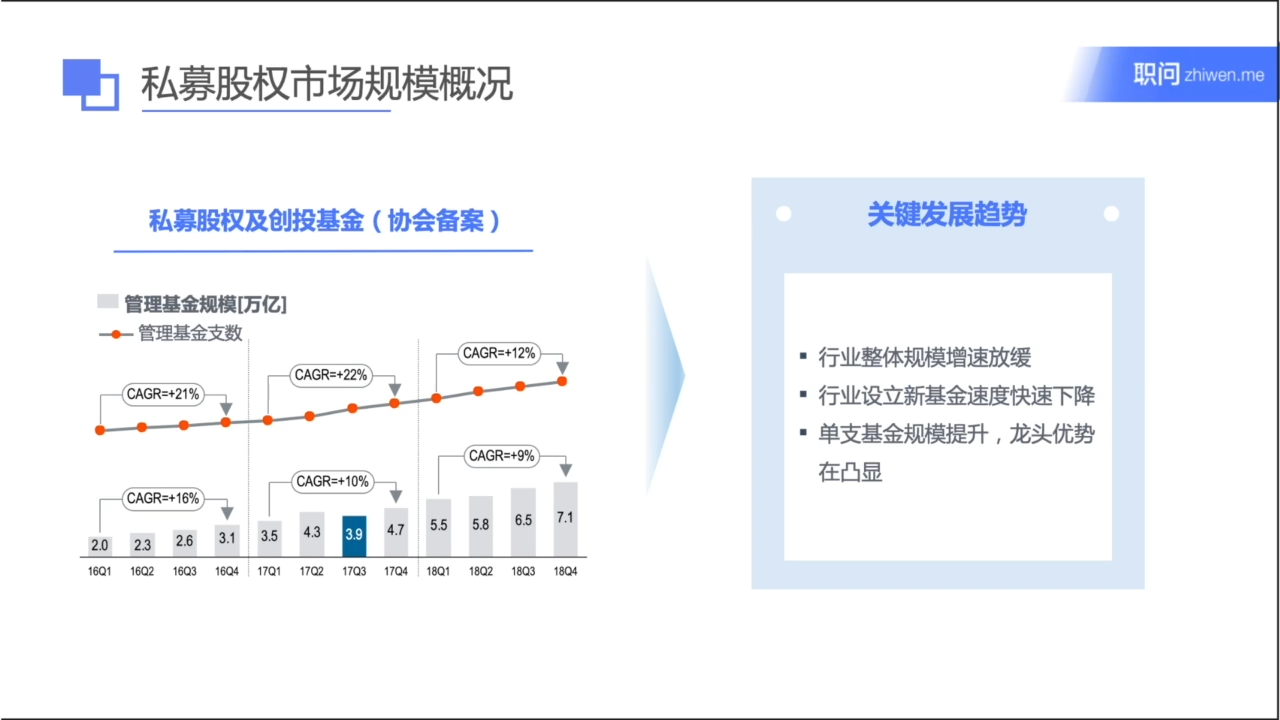 私募股权市场规模概况
职问 zhiwen.me
私募股权及创投基金（协会备案）
管理基金规模[万亿]
管理基金支数
CAGR=+21%
CAGR=+22%
CAGR=+12%
CAGR=+16%
CAGR=+10%
CAGR=+9%
2.0 2.3 2.6 3.1 3.5 4.3 3.9 4.7 5.5 5.8 6.5 7.1
16Q1 16Q2 16Q3 16Q4 17Q1 17Q2 17Q3 17Q4 18Q1 18Q2 18Q3 18Q4
关键发展趋势
▪ 行业整体规模增速放缓
▪ 行业设立新基金速度快速下降
▪ 单支基金规模提升，龙头优势
在凸显